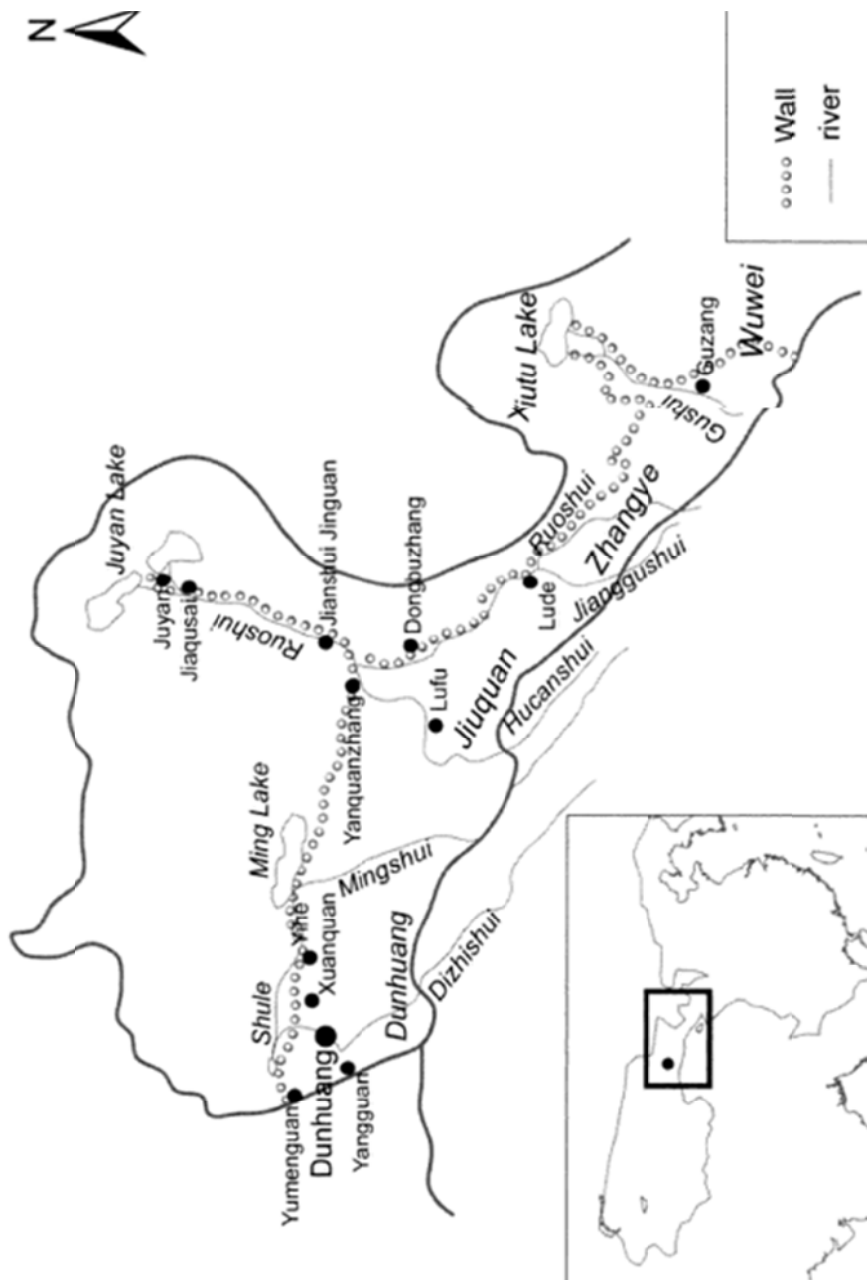 N
Wall
river
Juyan Lake
Juyan
Jiaqusai
Ruoshui
Jianshui Jinguan
Dongbuzhang
Yanquanzhang
Lufu
Jiuquan
Hucanshui
Lude
Jianggushui
Ruoshui
Zhangye
Xiutu Lake
Gushui
Guzang
Wuwei
Ming Lake
Mingshui
Yihe
Xuanquan
Shule
Dunhuang
Dizhishui
Yumenguan
Dunhuang
Yangguan